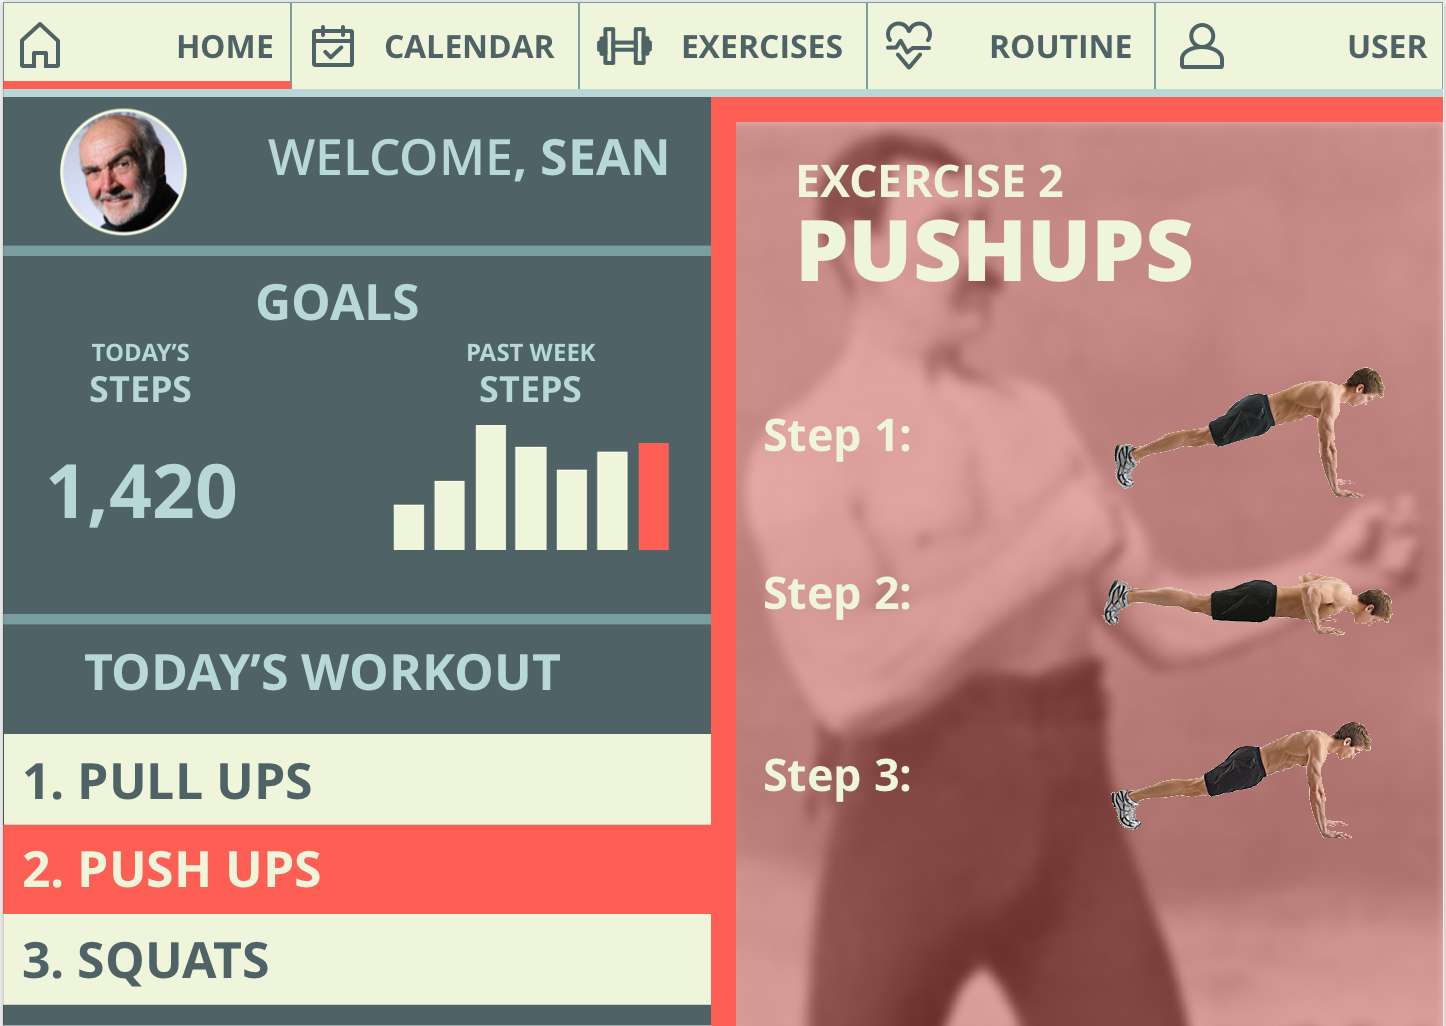 HOME
CALENDAR
EXERCISES
ROUTINE
USER
WELCOME, SEAN
GOALS
TODAY’S
STEPS
1,420
PAST WEEK
STEPS
TODAY’S WORKOUT
1. PULL UPS
2. PUSH UPS
3. SQUATS
EXCERCISE 2
PUSHUPS
Step 1:
Step 2:
Step 3: